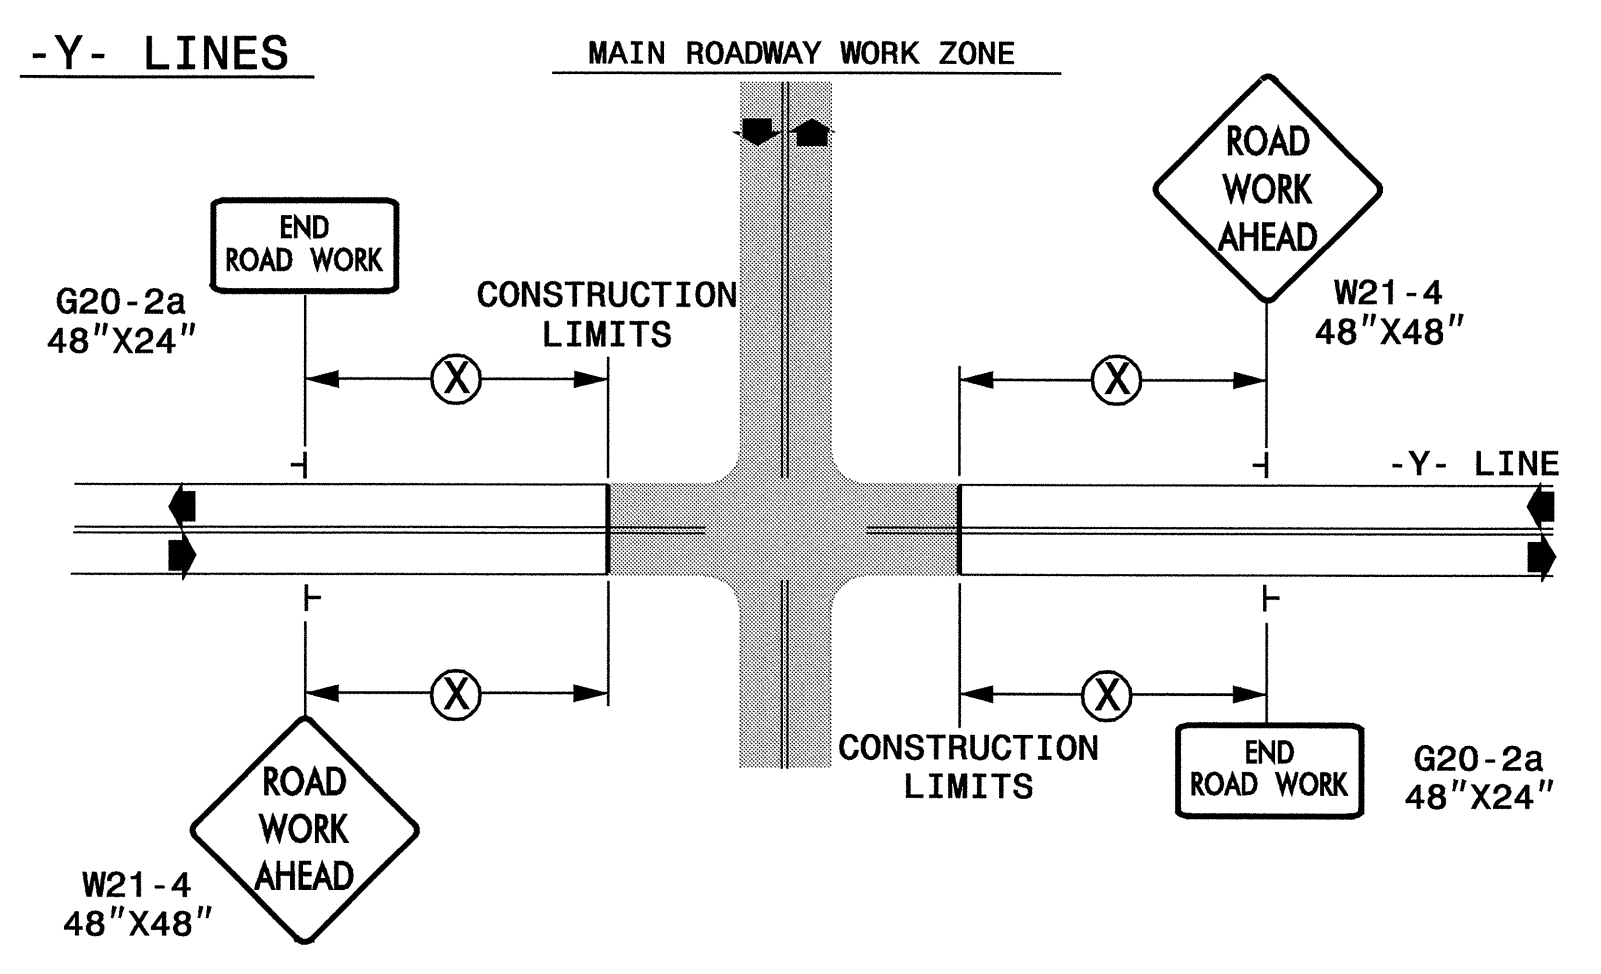 -Y- LINES
MAIN ROADWAY WORK ZONE
ROAD
WORK
AHEAD
W21-4
48"X48"
END
ROAD WORK
G20-2a
48"X24"
CONSTRUCTION
LIMITS
X
X
-Y- LINE
X
X
ROAD
WORK
AHEAD
W21-4
48"X48"
CONSTRUCTION
LIMITS
END
ROAD WORK
G20-2a
48"X24"